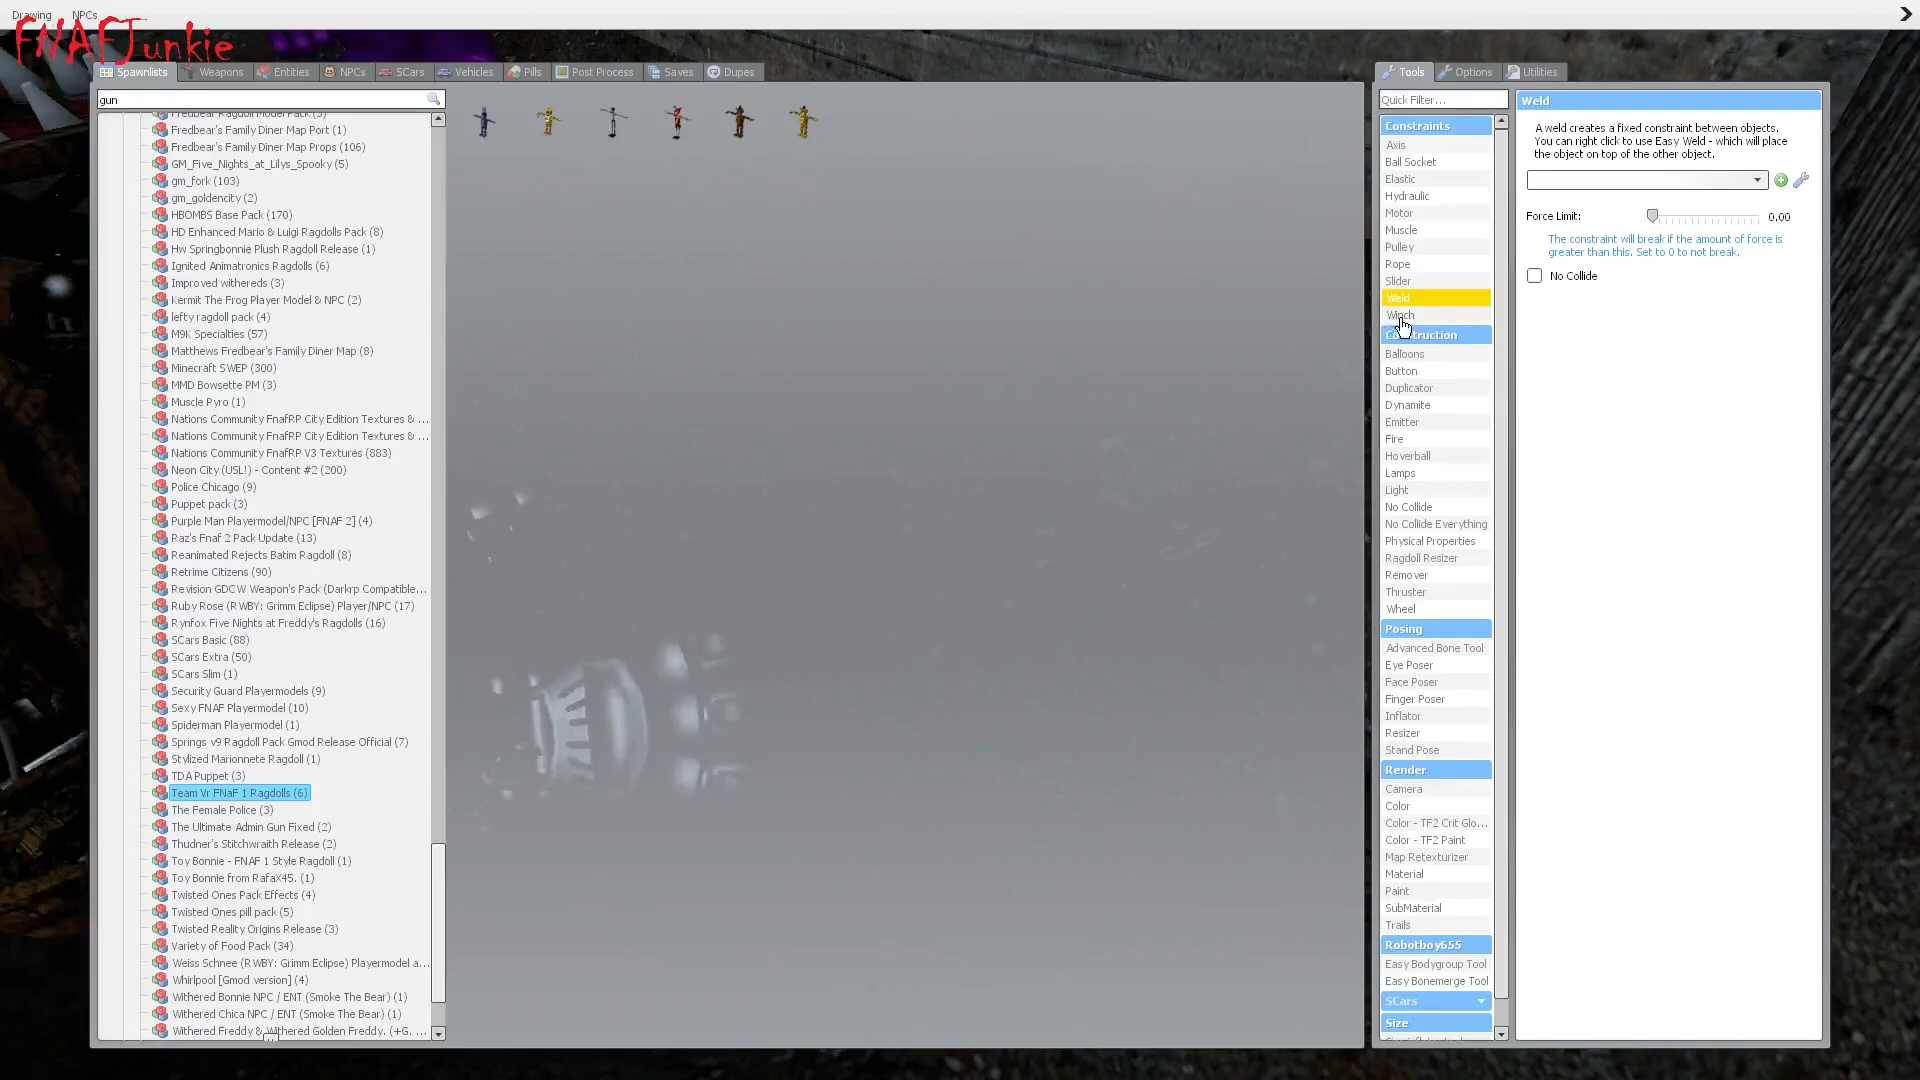 Drawing NPCs
FNAFJunkie
Spawnlists Weapons Entities NPCs SCars Vehicles Pills Post Process Saves Dupes
gun
Fredbear Ragdoll Model Pack (3)
Fredbear's Family Diner Map Port (1)
Fredbear's Family Diner Map Props (106)
GM_Five_Nights_at_Lilys_Spooky (5)
gm_fork (103)
gm_goldencity (2)
HBOMBS Base Pack (170)
HD Enhanced Mario & Luigi Ragdolls Pack (8)
Hw Springbonnie Plush Ragdoll Release (1)
Ignited Animatronics Ragdolls (6)
Improved withereds (3)
Kermit The Frog Player Model & NPC (2)
lefty ragdoll pack (4)
M9K Specialties (57)
Matthews Fredbear's Family Diner Map (8)
Minecraft SWEP (300)
MMD Bowsette PM (3)
Muscle Pyro (1)
Nations Community FnafRP City Edition Textures & ...
Nations Community FnafRP City Edition Textures & ...
Nations Community FnafRP V3 Textures (883)
Neon City (USL!) - Content #2 (200)
Police Chicago (9)
Puppet pack (3)
Purple Man Playermodel/NPC [FNAF 2] (4)
Raz's Fnaf 2 Pack Update (13)
Reanimated Rejects Batim Ragdoll (8)
Retrime Citizens (90)
Revision GDCW Weapon's Pack (Darkrp Compatible...
Ruby Rose (RWBY: Grimm Eclipse) Player/NPC (17)
Rynfox Five Nights at Freddy's Ragdolls (16)
SCars Basic (88)
SCars Extra (50)
SCars Slim (1)
Security Guard Playermodels (9)
Sexy FNAF Playermodel (10)
Spiderman Playermodel (1)
Springs v9 Ragdoll Pack Gmod Release Official (7)
Stylized Marionnete Ragdoll (1)
TDA Puppet (3)
Team Vr FNaF 1 Ragdolls (6)
The Female Police (3)
The Ultimate Admin Gun Fixed (2)
Thudner's Stitchwraith Release (2)
Toy Bonnie - FNAF 1 Style Ragdoll (1)
Toy Bonnie from RafaX45. (1)
Twisted Ones Pack Effects (4)
Twisted Ones pill pack (5)
Twisted Reality Origins Release (3)
Variety of Food Pack (34)
Weiss Schnee (RWBY: Grimm Eclipse) Playermodel a...
Whirlpool [Gmod version] (4)
Withered Bonnie NPC / ENT (Smoke The Bear) (1)
Withered Chica NPC / ENT (Smoke The Bear) (1)
Withered Freddy & Withered Golden Freddy. (+G. ...
Tools Options Utilities
Quick Filter...
Constraints
Axis
Ball Socket
Elastic
Hydraulic
Motor
Muscle
Pulley
Rope
Slider
Weld
Winch
Construction
Balloons
Button
Duplicator
Dynamite
Emitter
Fire
Hoverball
Lamps
Light
No Collide
No Collide Everything
Physical Properties
Ragdoll Resizer
Remover
Thruster
Wheel
Posing
Advanced Bone Tool
Eye Poser
Face Poser
Finger Poser
Inflator
Resizer
Stand Pose
Render
Camera
Color
Color - TF2 Crit Glo...
Color - TF2 Paint
Map Retexturizer
Material
Paint
SubMaterial
Trails
Robotboy655
Easy Bodygroup Tool
Easy Bonemerge Tool
SCars
Size
Weld
A weld creates a fixed constraint between objects.
You can right click to use Easy Weld - which will place
the object on top of the other object.
Force Limit: 0.00
The constraint will break if the amount of force is
greater than this. Set to 0 to not break.
No Collide